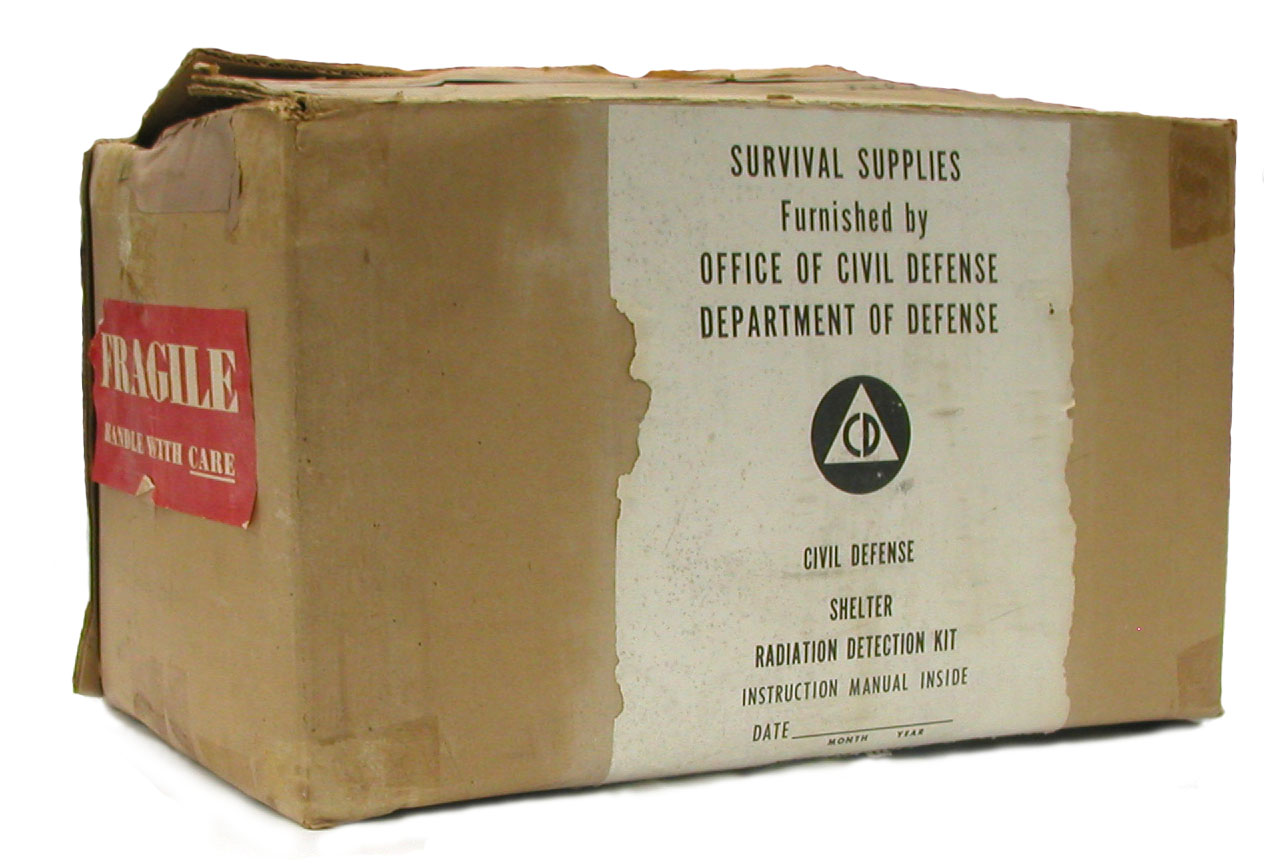 FRAGILE
HANDLE WITH CARE
SURVIVAL SUPPLIES
Furnished by
OFFICE OF CIVIL DEFENSE
DEPARTMENT OF DEFENSE
CD
CIVIL DEFENSE
SHELTER
RADIATION DETECTION KIT
INSTRUCTION MANUAL INSIDE
DATE
MONTH YEAR